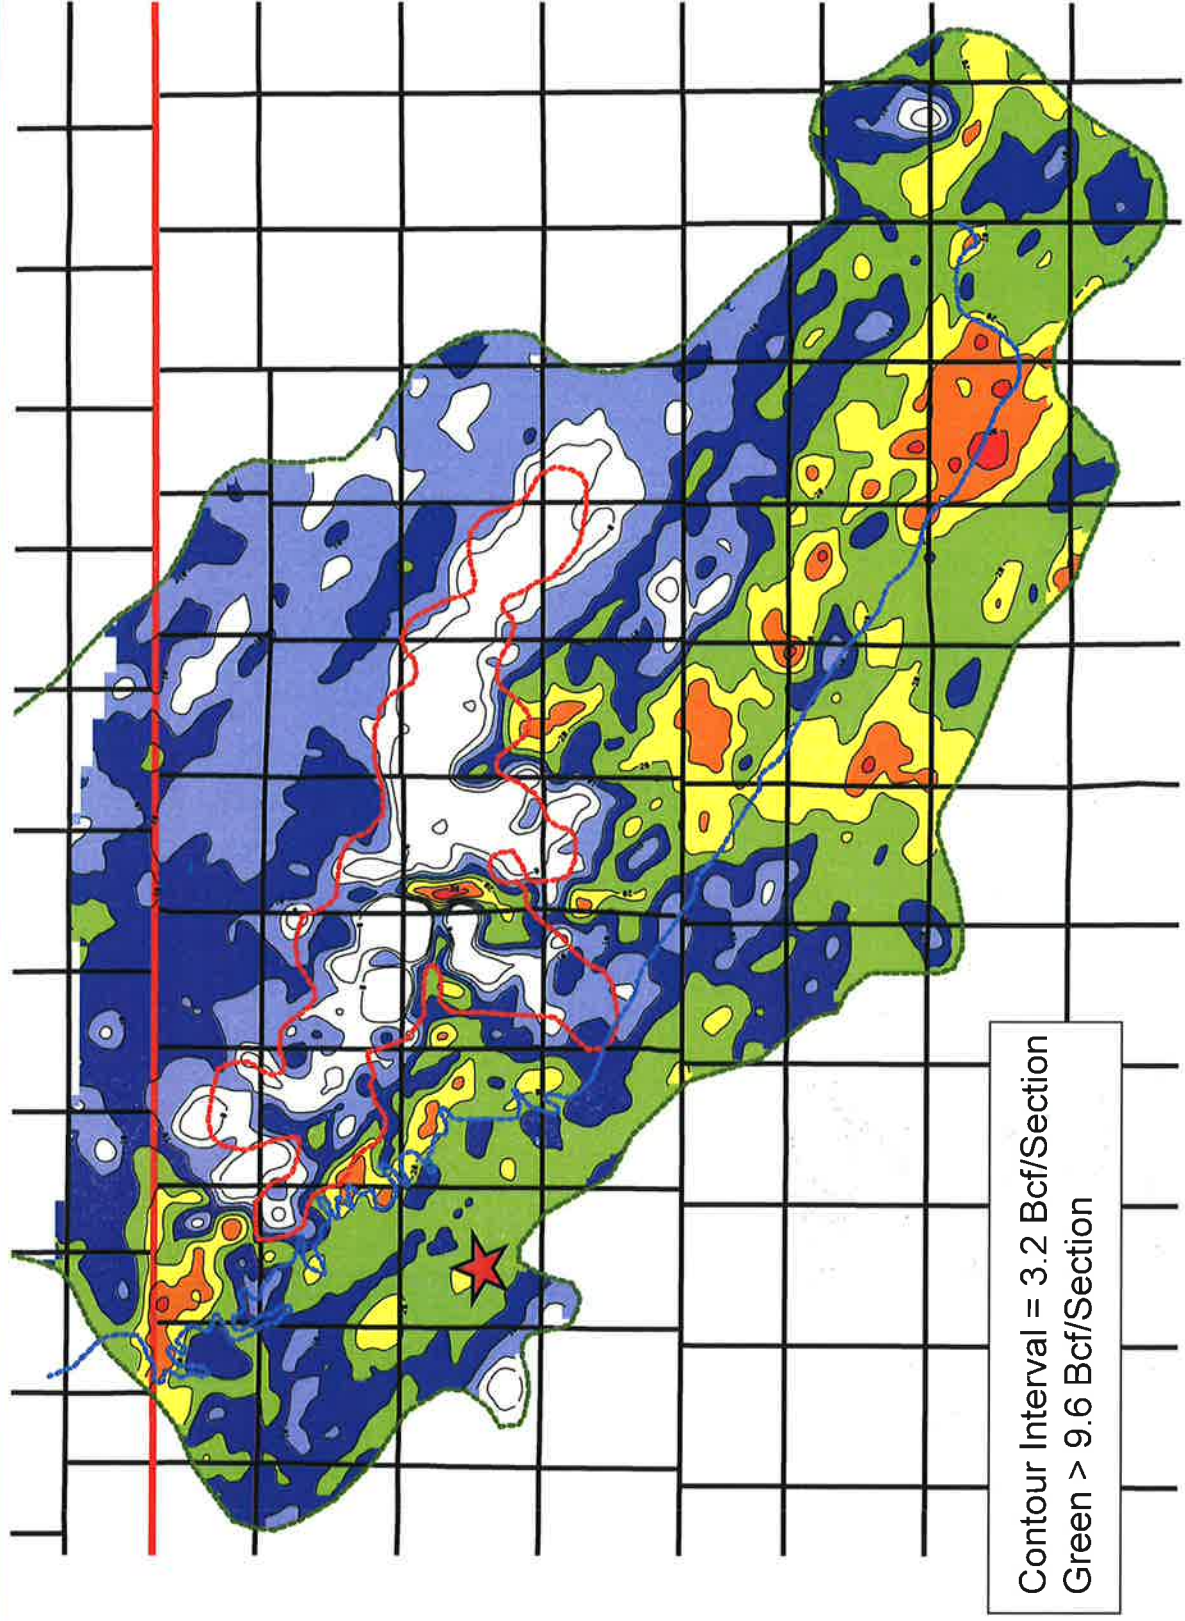 Contour Interval = 3.2 Bcf/Section
Green > 9.6 Bcf/Section